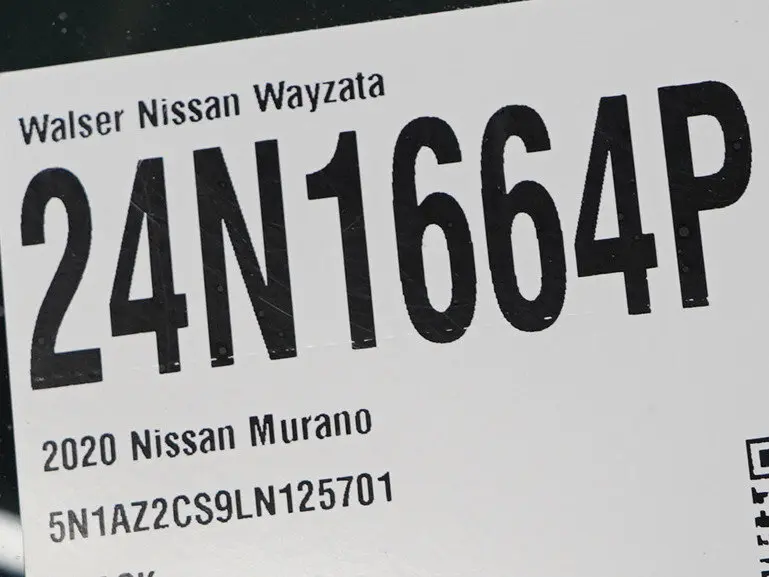 Walser Nissan Wayzata
24N1664P
2020 Nissan Murano
5N1AZ2CS9LN125701